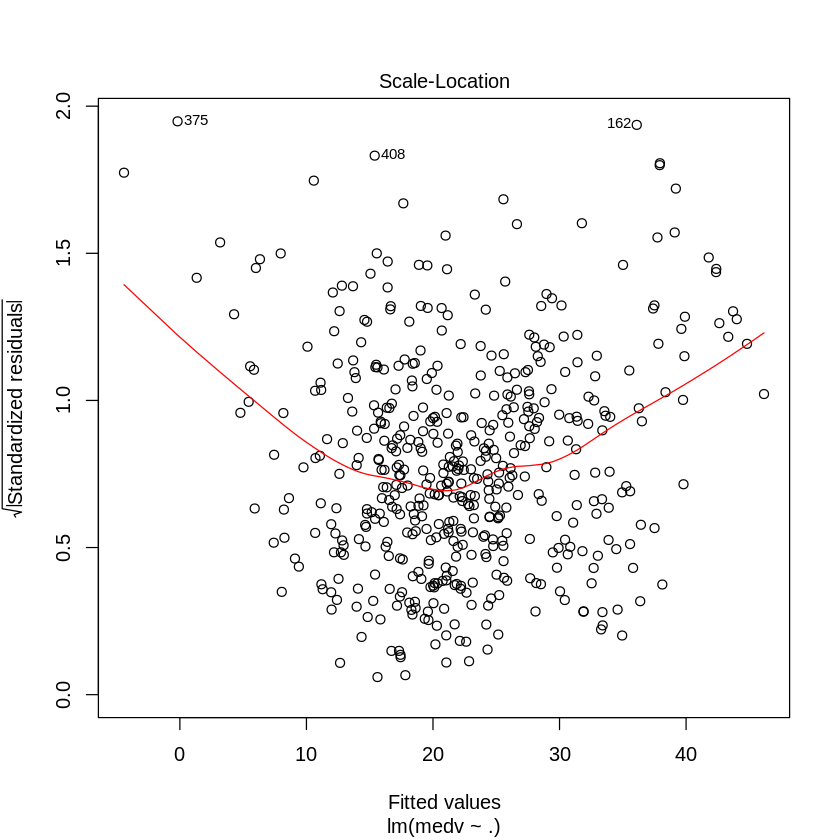 Scale-Location
2.0
1.5
1.0
0.5
0.0
√|Standardized residuals|
375
408
162
0 10 20 30 40
Fitted values
lm(medv ~ .)